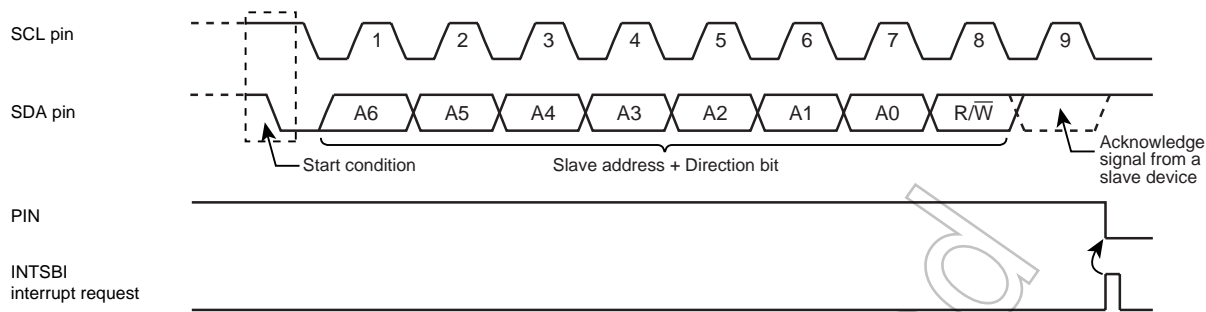 SCL pin
1 2 3 4 5 6 7 8 9
SDA pin
A6 A5 A4 A3 A2 A1 A0 R/W̅
Start condition
Slave address + Direction bit
Acknowledge
signal from a
slave device
PIN
INTSBI
interrupt request